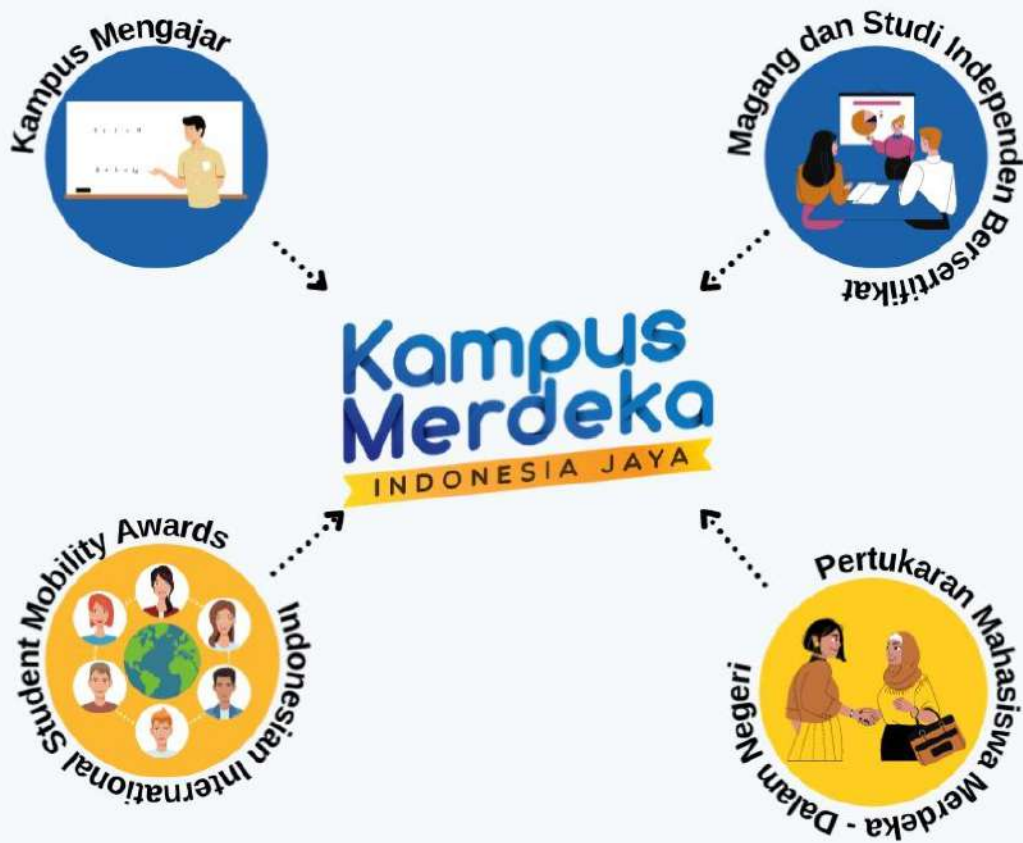 Kampus Mengajar
Magang dan Studi Independen Bersertifikat
Kampus
Merdeka
INDONESIA JAYA
Indonesian International Student Mobility Awards
Pertukaran Mahasiswa Merdeka - Dalam Negeri